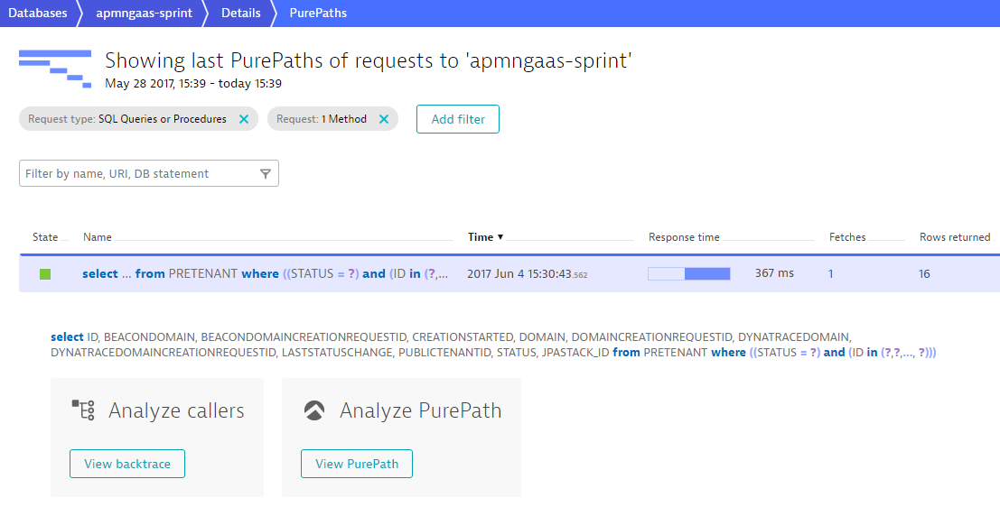 Databases apmngaas-sprint Details PurePaths
Showing last PurePaths of requests to 'apmngaas-sprint'
May 28 2017, 15:39 - today 15:39
Request type: SQL Queries or Procedures ✕ Request: 1 Method ✕ Add filter
Filter by name, URI, DB statement
State Name Time ▼ Response time Fetches Rows returned
select ... from PRETENANT where ((STATUS = ?) and (ID in (?,... 2017 Jun 4 15:30:43.562 367 ms 1 16
select ID, BEACONDOMAIN, BEACONDOMAINCREATIONREQUESTID, CREATIONSTARTED, DOMAIN, DOMAINCREATIONREQUESTID, DYNATRACEDOMAIN,
DYNATRACEDOMAINCREATIONREQUESTID, LASTSTATUSCHANGE, PUBLICTENANTID, STATUS, JPASTACK_ID from PRETENANT where ((STATUS = ?) and (ID in (?,?,..., ?)))
Analyze callers Analyze PurePath
View backtrace View PurePath